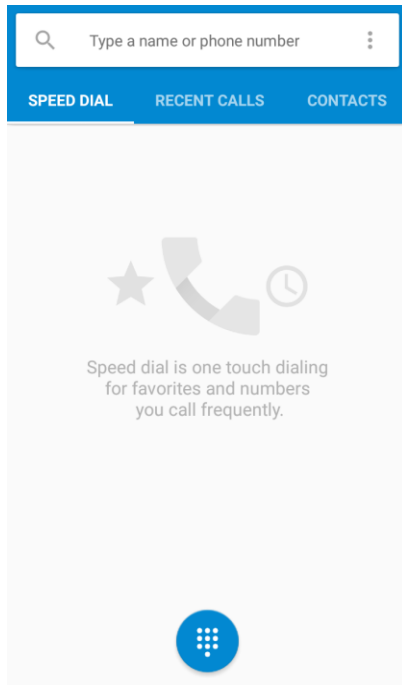 Type a name or phone number
SPEED DIAL RECENT CALLS CONTACTS
Speed dial is one touch dialing
for favorites and numbers
you call frequently.